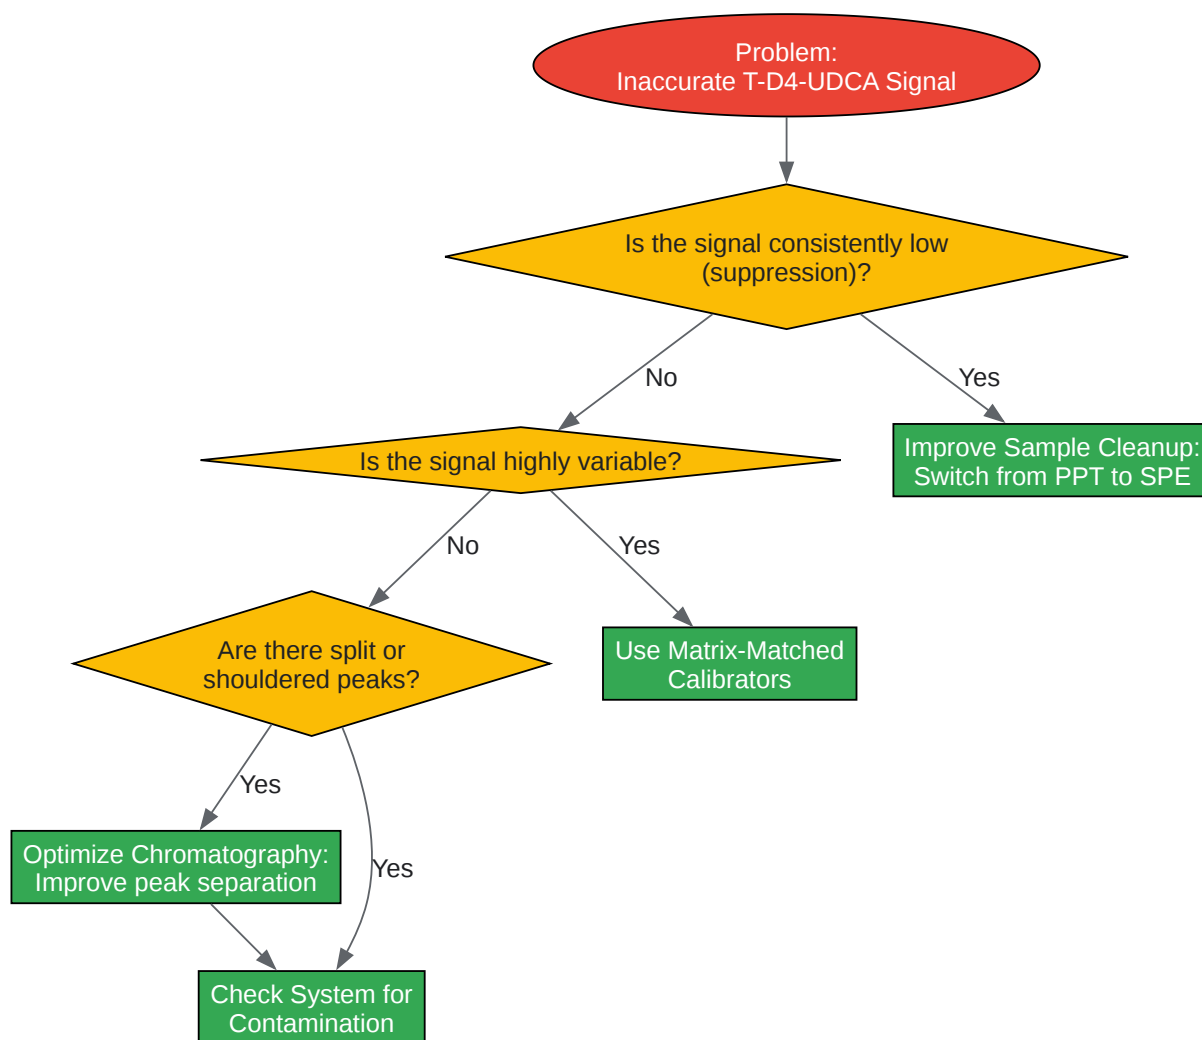 Problem:
Inaccurate T-D4-UDCA Signal
Is the signal consistently low
(suppression)?
No
Yes
Is the signal highly variable?
Improve Sample Cleanup:
Switch from PPT to SPE
No
Yes
Are there split or
shouldered peaks?
Use Matrix-Matched
Calibrators
Yes
Yes
Optimize Chromatography:
Improve peak separation
Check System for
Contamination